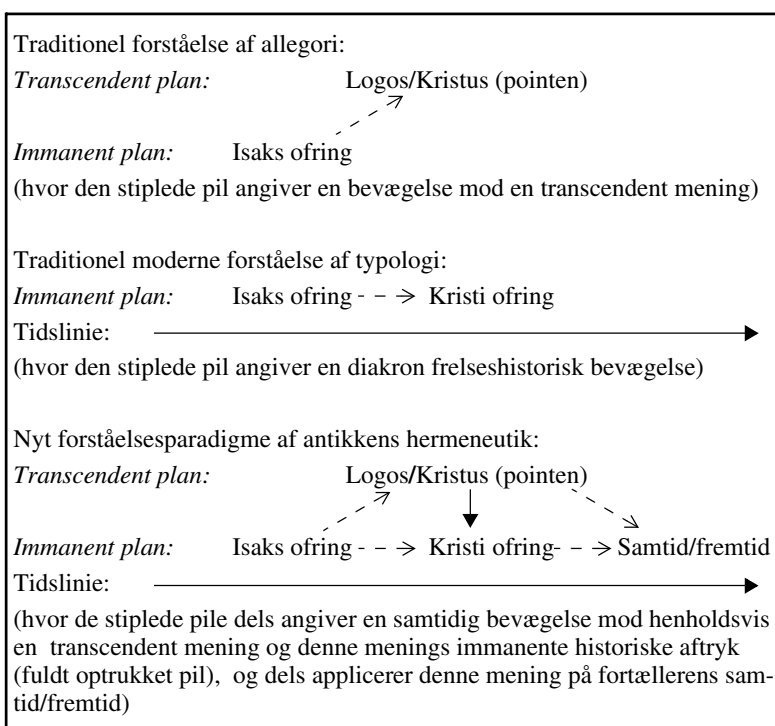 Traditionel forståelse af allegori:
Transcendent plan: Logos/Kristus (pointen)
Immanent plan: Isaks ofring
(hvor den stiplede pil angiver en bevægelse mod en transcendent mening)
Traditionel moderne forståelse af typologi:
Immanent plan: Isaks ofring Kristi ofring
Tidslinie:
(hvor den stiplede pil angiver en diakron frelseshistorisk bevægelse)
Nyt forståelsesparadigme af antikkens hermeneutik:
Transcendent plan: Logos/Kristus (pointen)
Immanent plan: Isaks ofring Kristi ofring Samtid/fremtid
Tidslinie:
(hvor de stiplede pile dels angiver en samtidig bevægelse mod henholdsvis
en transcendent mening og denne menings immanente historiske aftryk
(fuldt optrukket pil), og dels applicerer denne mening på fortællerens sam-
tid/fremtid)